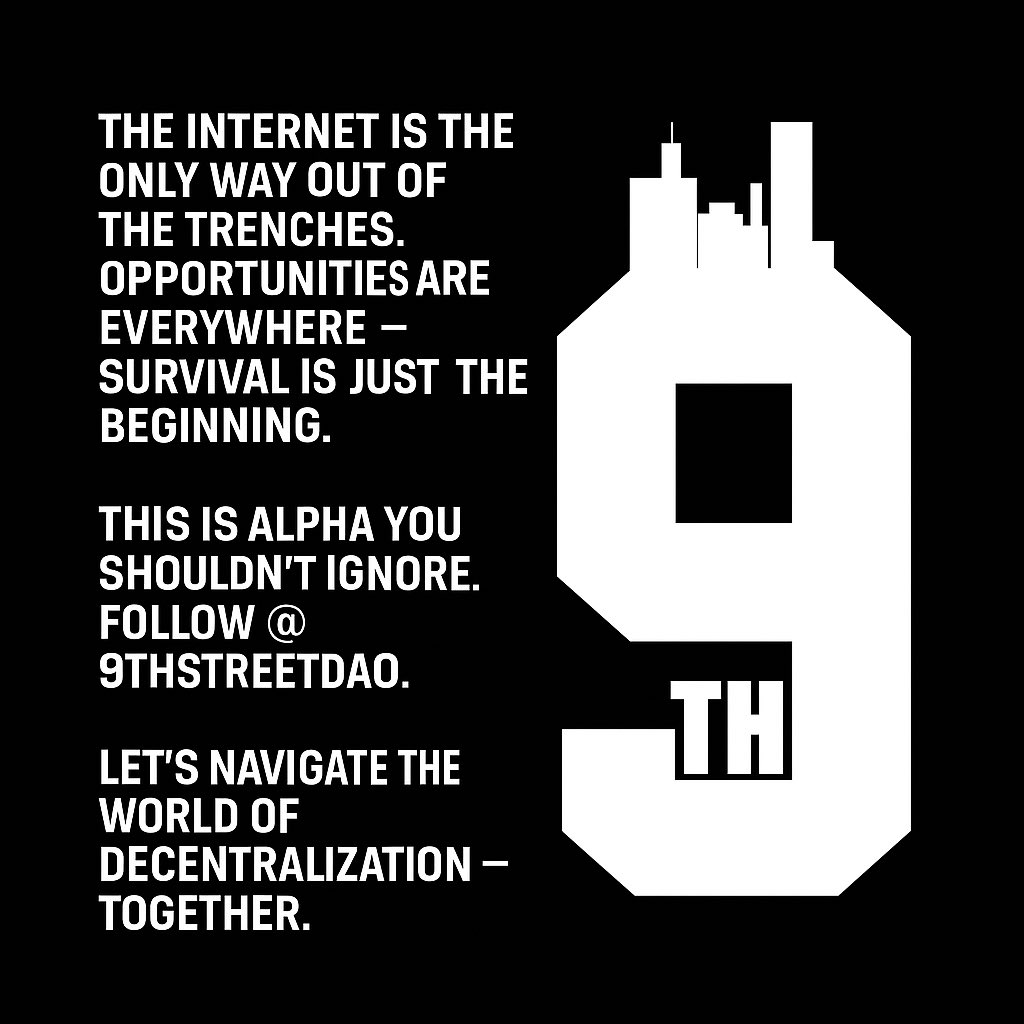 THE INTERNET IS THE
ONLY WAY OUT OF
THE TRENCHES.
OPPORTUNITIES ARE
EVERYWHERE –
SURVIVAL IS JUST THE
BEGINNING.
THIS IS ALPHA YOU
SHOULDN'T IGNORE.
FOLLOW @
9THSTREETDAO.
LET'S NAVIGATE THE
WORLD OF
DECENTRALIZATION –
TOGETHER.
9
TH